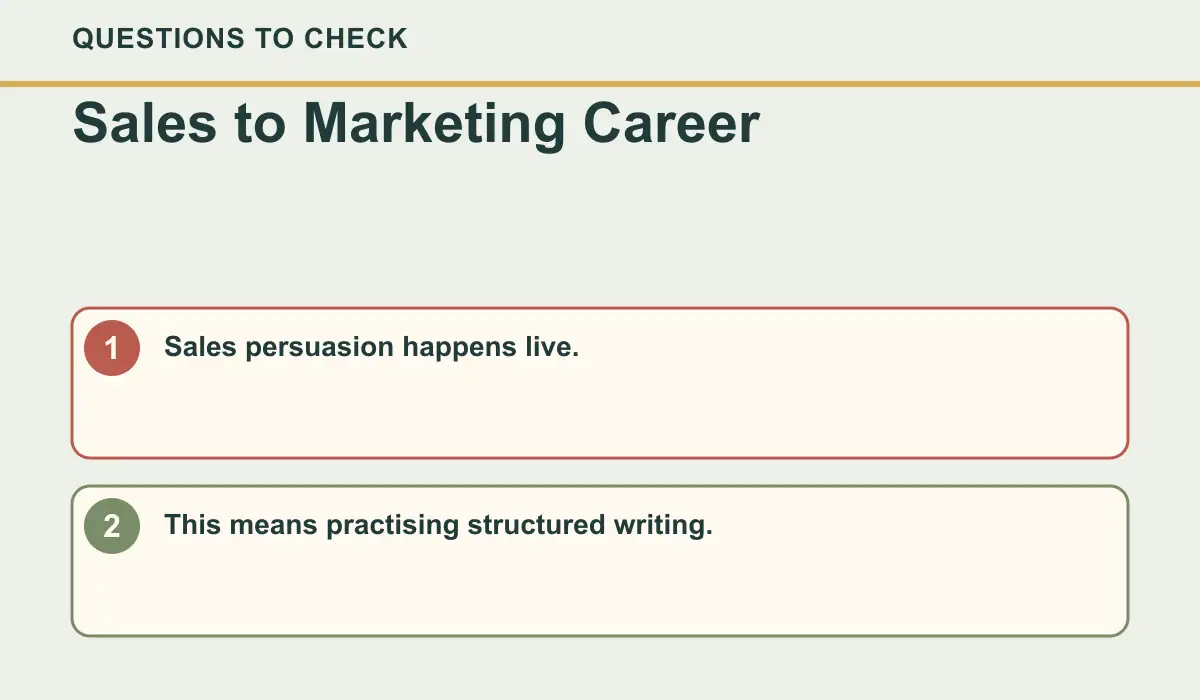 QUESTIONS TO CHECK
Sales to Marketing Career
1
Sales persuasion happens live.
2
This means practising structured writing.